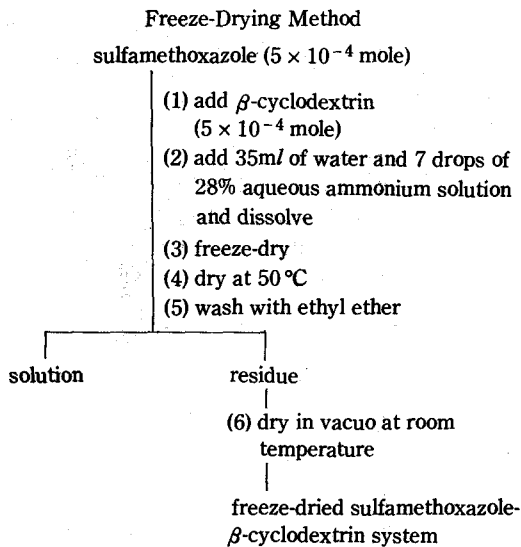 Freeze-Drying Method
sulfamethoxazole (5 × 10⁻⁴ mole)
(1) add β-cyclodextrin
(5 × 10⁻⁴ mole)
(2) add 35ml of water and 7 drops of
28% aqueous ammonium solution
and dissolve
(3) freeze-dry
(4) dry at 50 °C
(5) wash with ethyl ether
solution
residue
(6) dry in vacuo at room
temperature
freeze-dried sulfamethoxazole-
β-cyclodextrin system